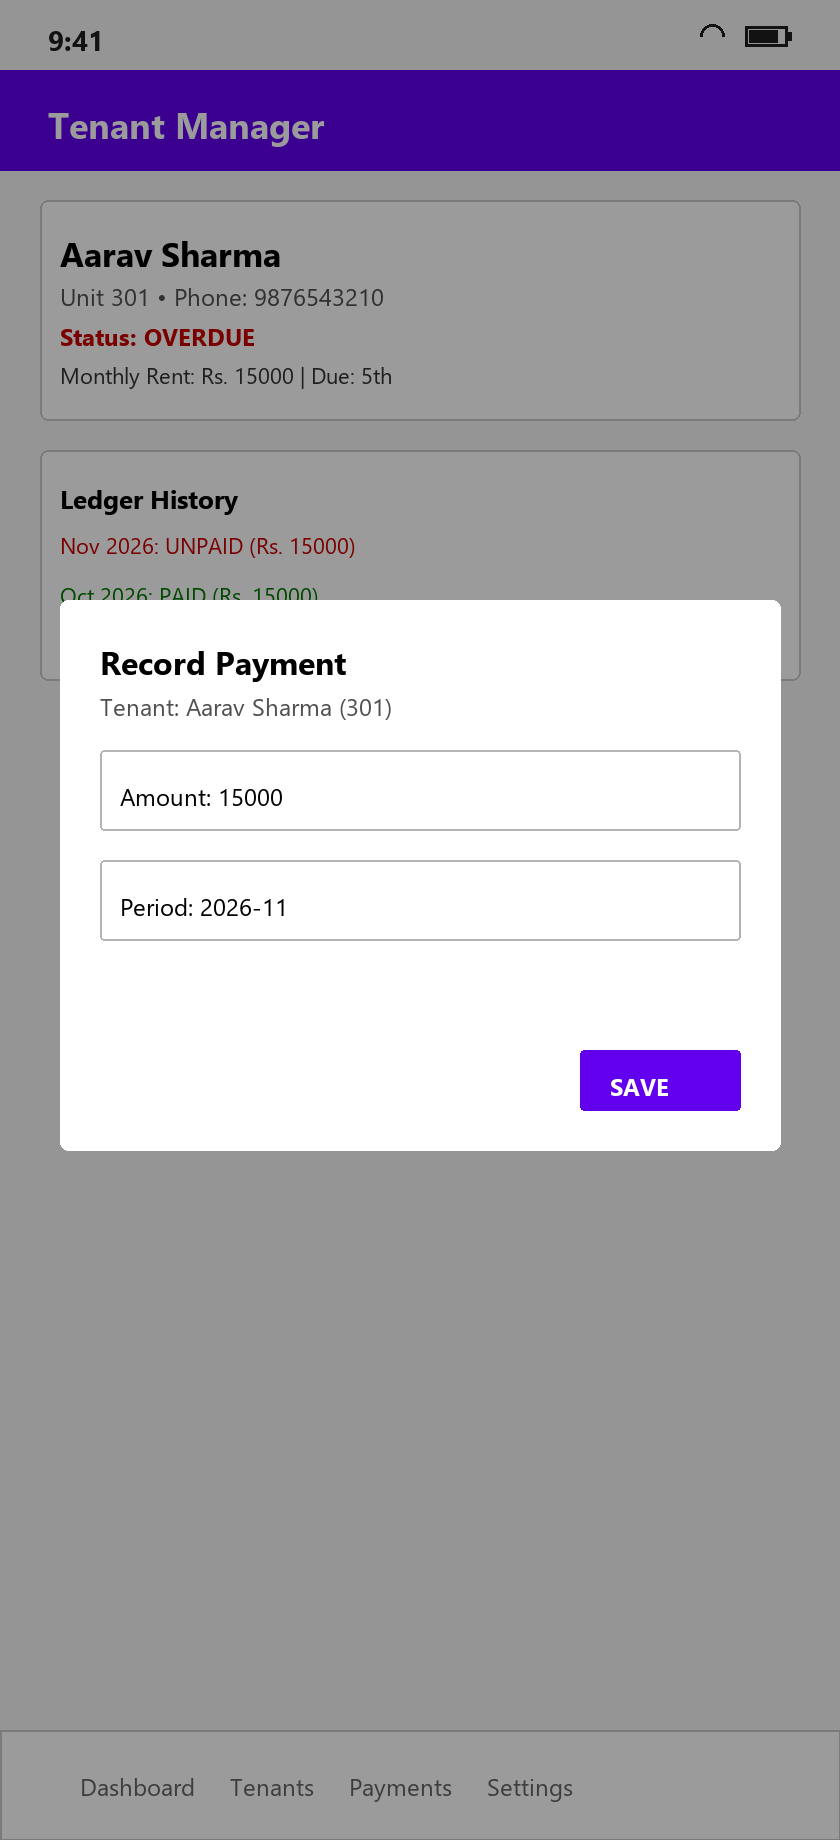 9:41
Tenant Manager
Aarav Sharma
Unit 301 • Phone: 9876543210
Status: OVERDUE
Monthly Rent: Rs. 15000 | Due: 5th
Ledger History
Nov 2026: UNPAID (Rs. 15000)
Oct 2026: PAID (Rs. 15000)
Record Payment
Tenant: Aarav Sharma (301)
Amount: 15000
Period: 2026-11
SAVE
Dashboard Tenants Payments Settings